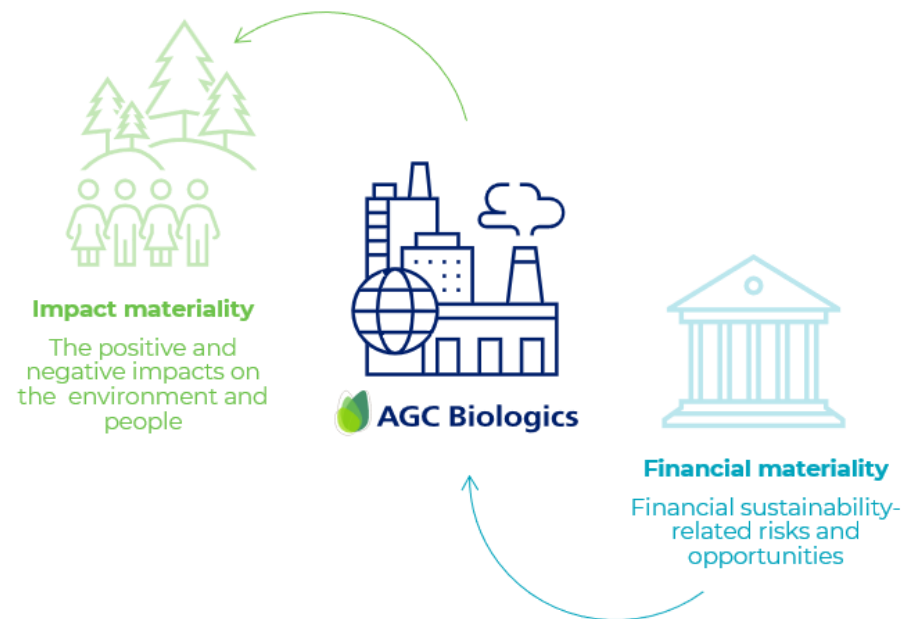 Impact materiality
The positive and
negative impacts on
the environment and
people
AGC Biologics
Financial materiality
Financial sustainability-
related risks and
opportunities